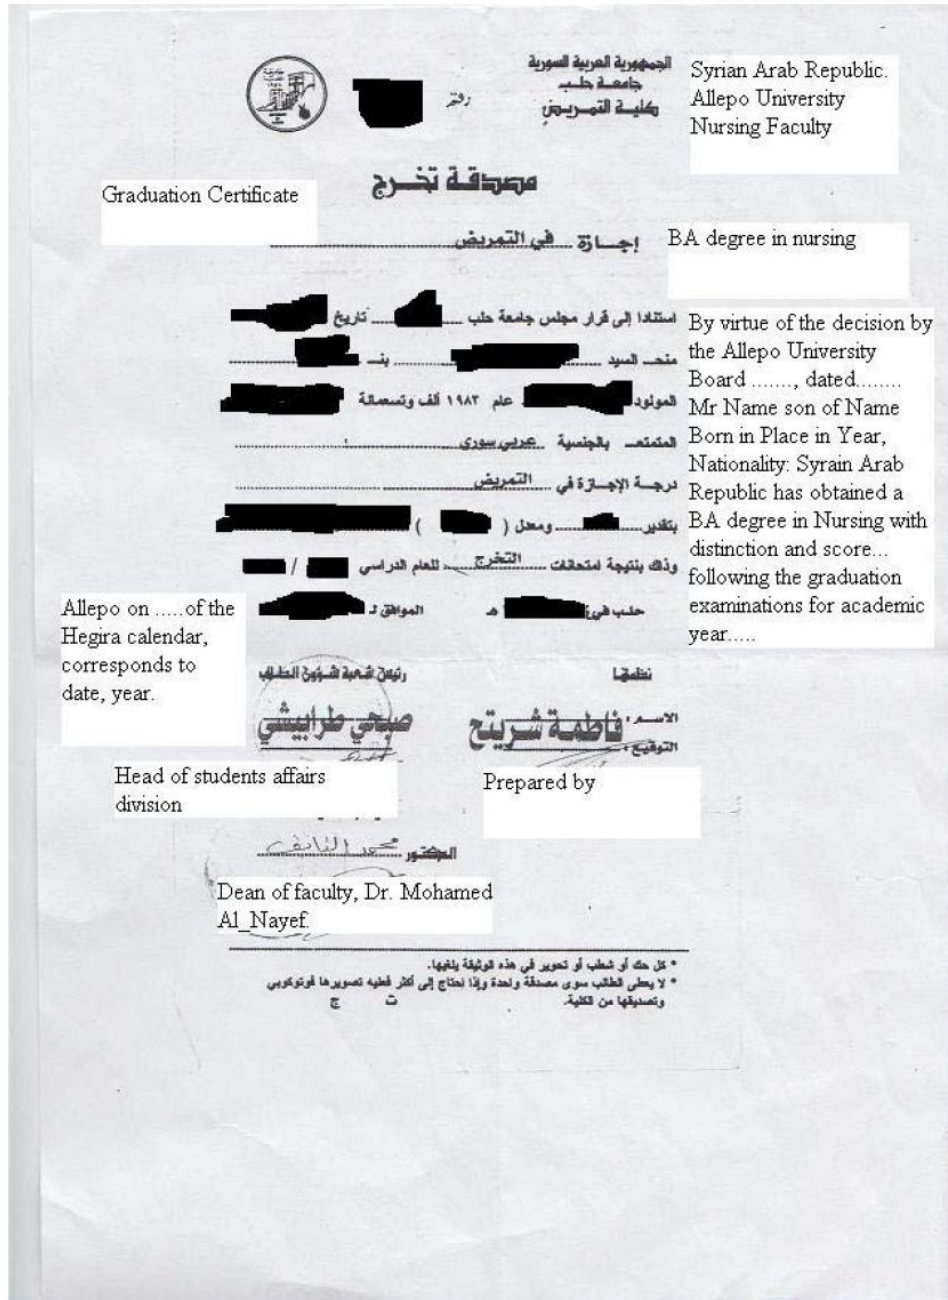 الجمهورية العربية السورية
جامعة حلب
كلية التمريض
رقم
Syrian Arab Republic.
Allepo University
Nursing Faculty
مصدقة تخرج
Graduation Certificate
إجازة في التمريض
BA degree in nursing
استنادا إلى قرار مجلس جامعة حلب تاريخ
منحـ السيد بنـ
المولود عام ١٩٨٣ ألف وتسعمائة
المتمتعـ بالجنسية عربي سوري
درجة الإجازة في التمريض
بتقدير ومعدل ( )
وذلك بنتيجة امتحانات التخرج للعام الدراسي /
حلب في هـ الموافق لـ
By virtue of the decision by
the Allepo University
Board ......., dated........
Mr Name son of Name
Born in Place in Year,
Nationality: Syrain Arab
Republic has obtained a
BA degree in Nursing with
distinction and score...
following the graduation
examinations for academic
year.....
Allepo on .....of the
Hegira calendar,
corresponds to
date, year.
نظمها
رئيس شعبة شؤون الطلاب
الاسم: فاطمة شريتح
التوقيع:
صبحي طرابيشي
Head of students affairs
division
Prepared by
الدكتور محمد النايف
Dean of faculty, Dr. Mohamed
Al_Nayef.
* كل حك أو شطب أو تحوير في هذه الوثيقة يلغيها.
* لا يعطى الطالب سوى مصدقة واحدة وإذا احتاج إلى أكثر فعليه تصويرها فوتوكوبي
وتصديقها من الكلية. ت ج